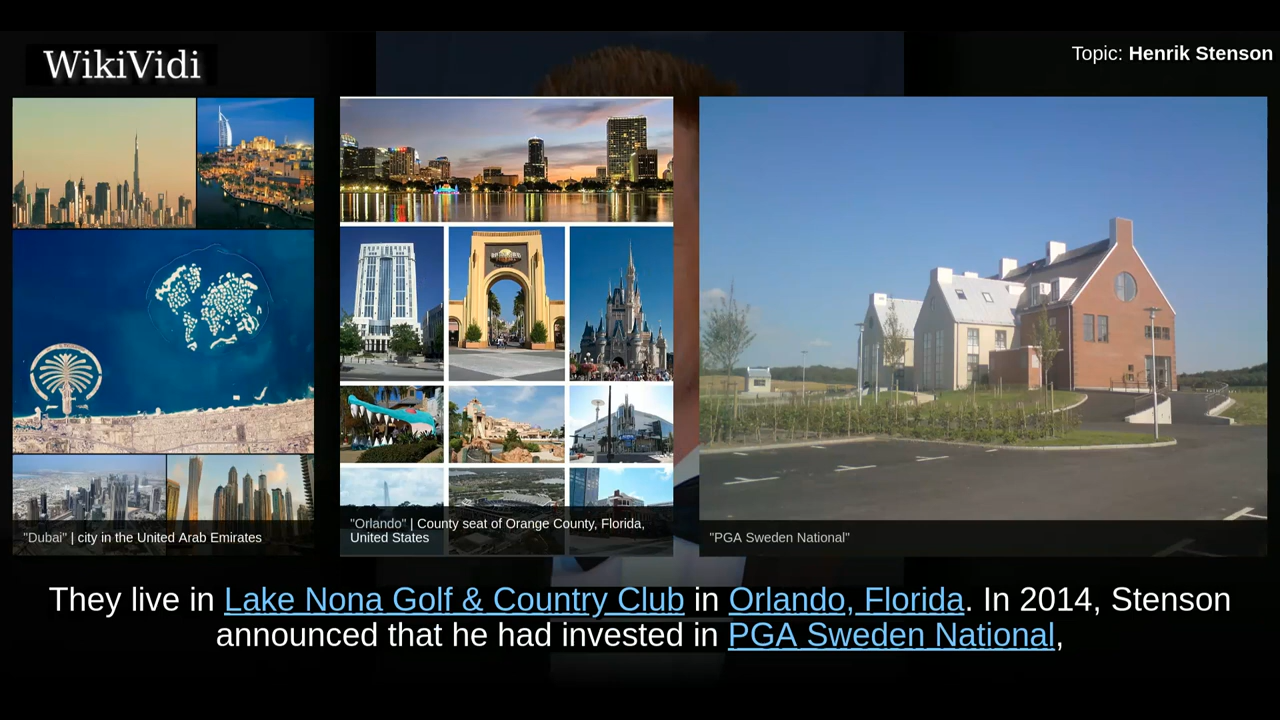 WikiVidi
Topic: Henrik Stenson
"Dubai" | city in the United Arab Emirates
"Orlando" | County seat of Orange County, Florida,
United States
"PGA Sweden National"
They live in Lake Nona Golf & Country Club in Orlando, Florida. In 2014, Stenson
announced that he had invested in PGA Sweden National,